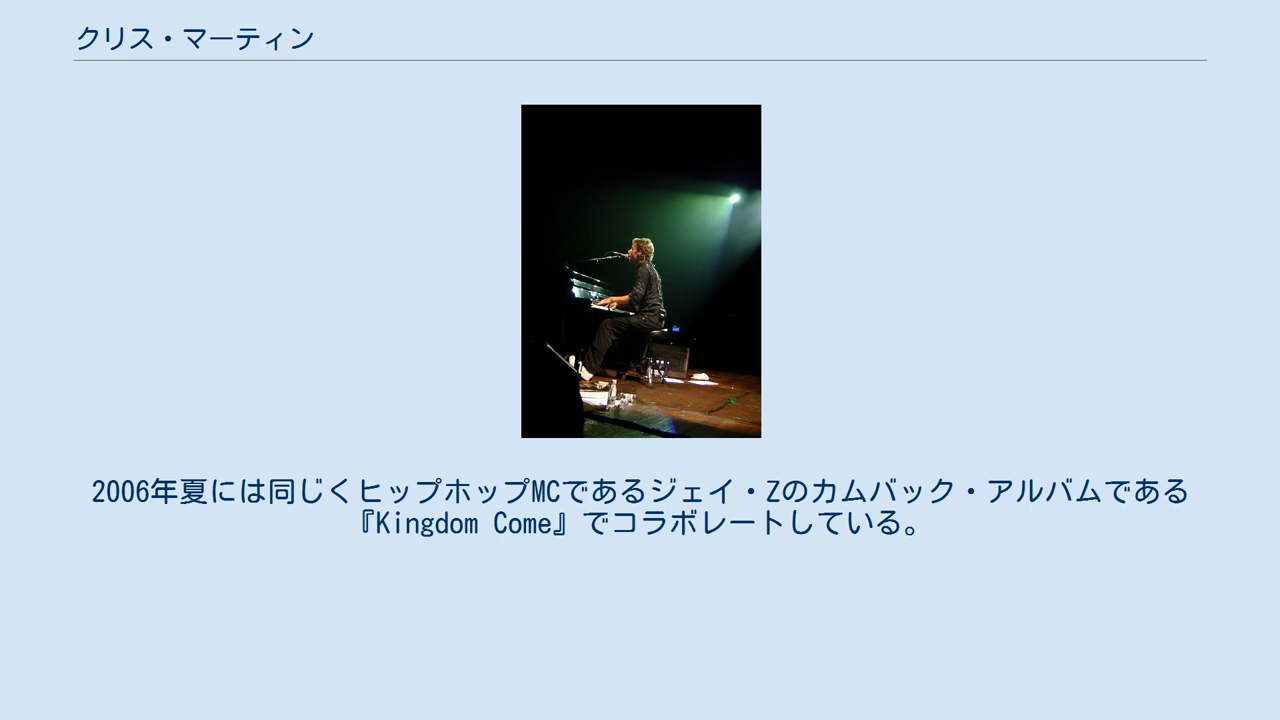 クリス・マーティン
2006年夏には同じくヒップホップMCであるジェイ・Zのカムバック・アルバムである
『Kingdom Come』でコラボレートしている。